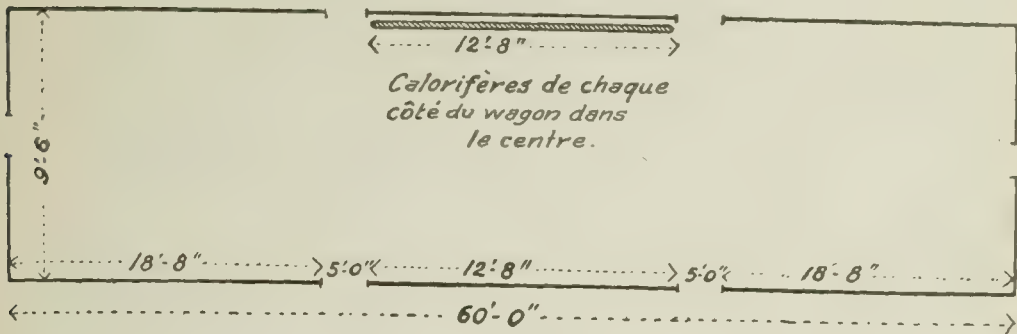 12'-8"
Calorifères de chaque
côté du wagon dans
le centre.
9'-6"
18'-8" 5'-0" 12'-8" 5'-0" 18'-8"
60'-0"